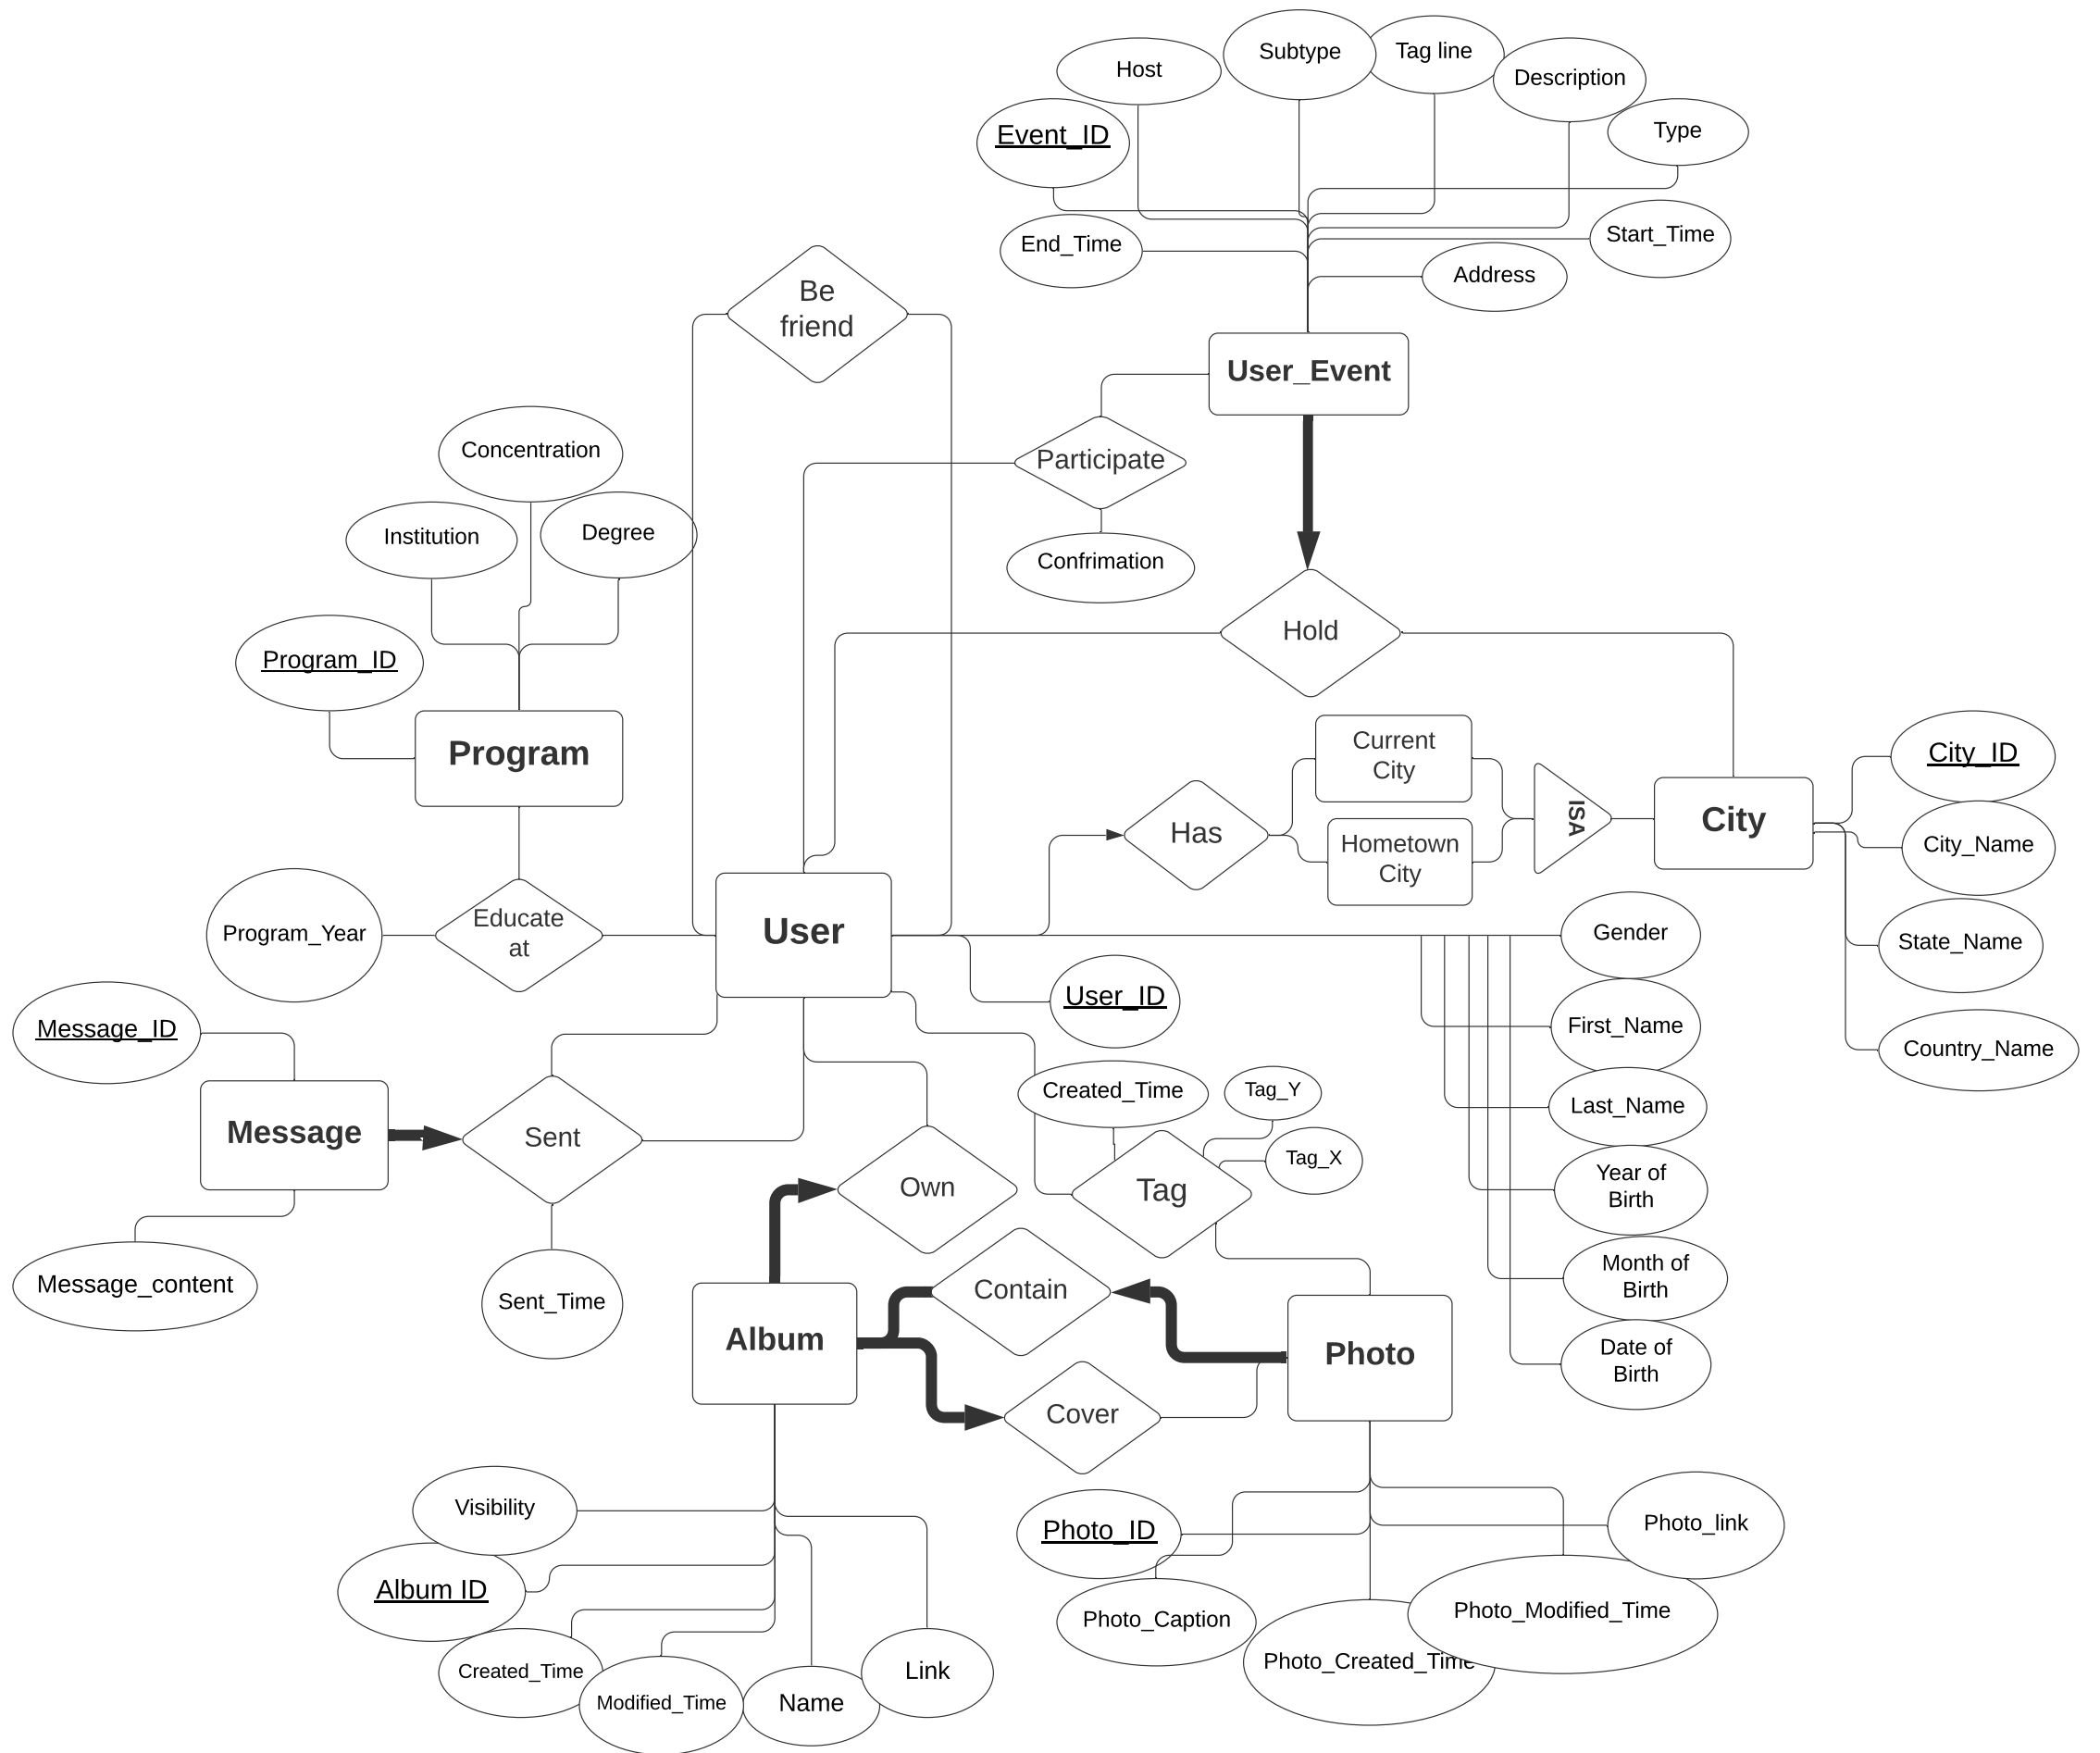 Host
Subtype
Tag line
Description
Event_ID
Type
End_Time
Start_Time
Address
Be
friend
User_Event
Concentration
Participate
Institution
Degree
Confrimation
Hold
Program_ID
Program
Current
City
City_ID
Has
ISA
City
Hometown
City
City_Name
Program_Year
Educate
at
User
Gender
State_Name
User_ID
Message_ID
First_Name
Country_Name
Created_Time
Tag_Y
Last_Name
Message
Sent
Tag_X
Own
Tag
Year of
Birth
Message_content
Sent_Time
Contain
Month of
Birth
Album
Photo
Date of
Birth
Cover
Visibility
Photo_ID
Photo_link
Album ID
Photo_Caption
Photo_Modified_Time
Created_Time
Link
Photo_Created_Time
Modified_Time
Name